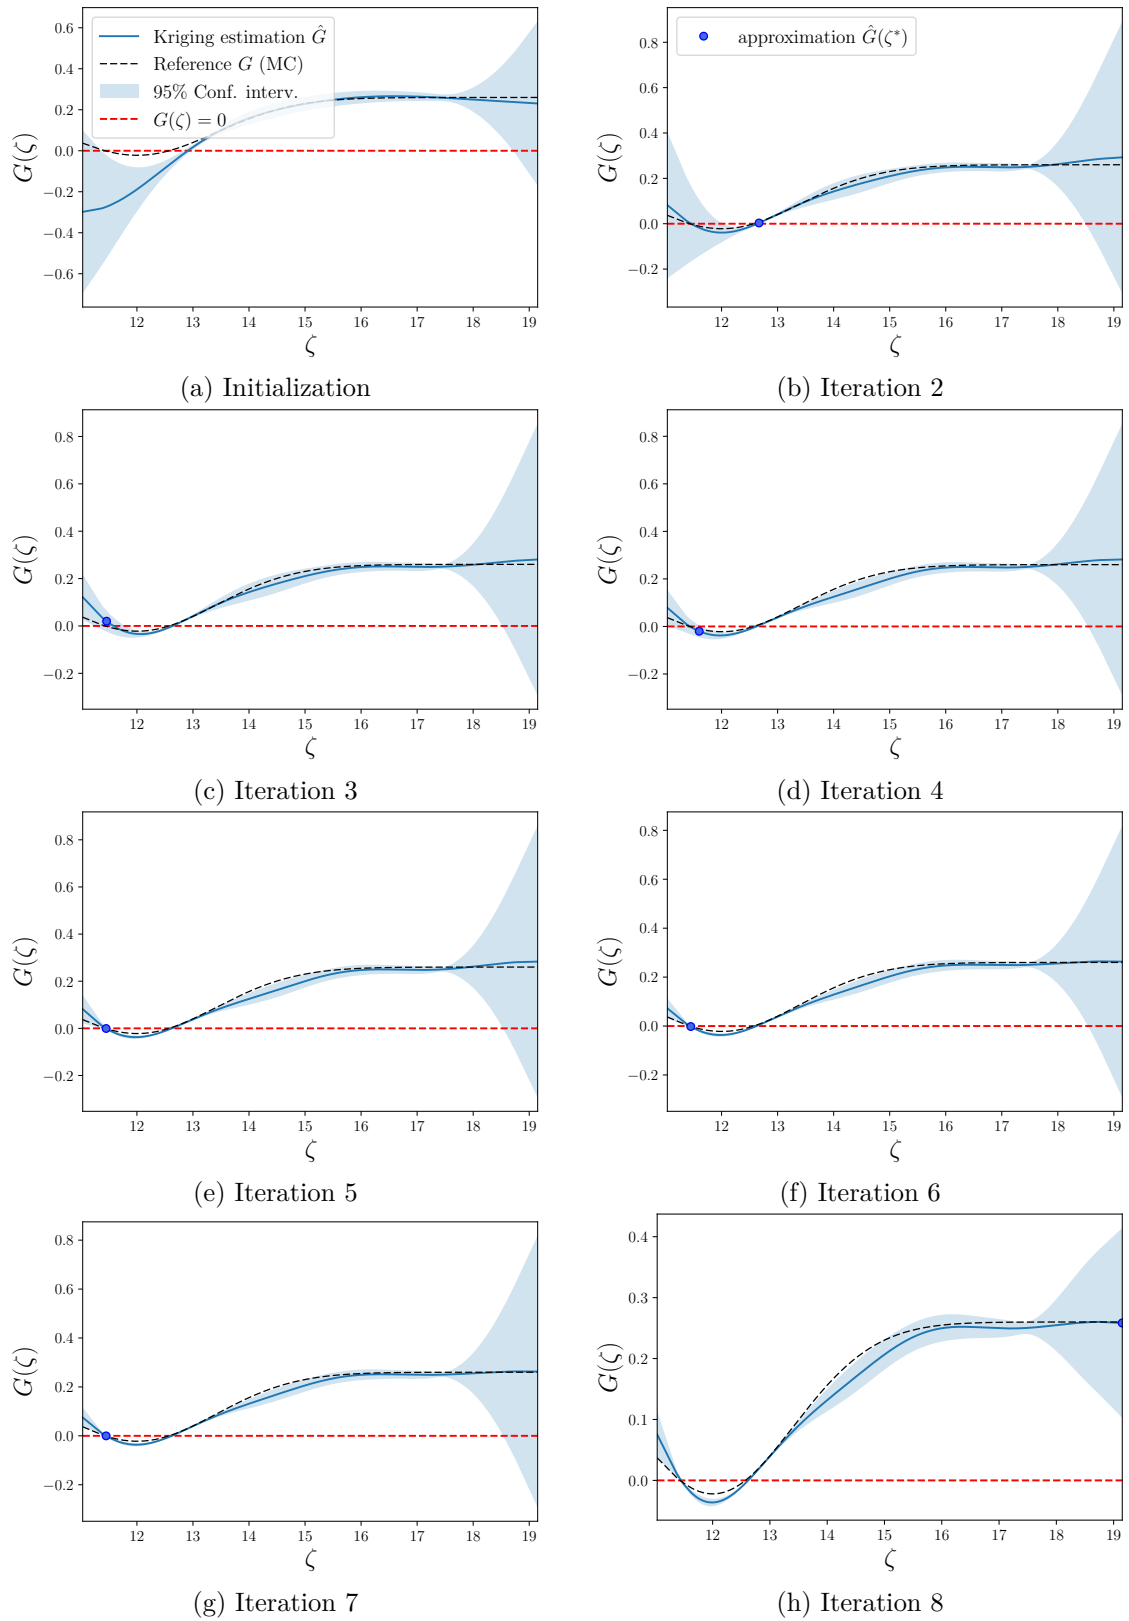 0.6
0.4
0.2
0.0
−0.2
−0.4
−0.6
G(ζ)
Kriging estimation Ĝ
Reference G (MC)
95% Conf. interv.
G(ζ) = 0
12 13 14 15 16 17 18 19
ζ
(a) Initialization
0.8
0.6
0.4
0.2
0.0
−0.2
G(ζ)
approximation Ĝ(ζ*)
12 13 14 15 16 17 18 19
ζ
(b) Iteration 2
0.8
0.6
0.4
0.2
0.0
−0.2
G(ζ)
12 13 14 15 16 17 18 19
ζ
(c) Iteration 3
0.8
0.6
0.4
0.2
0.0
−0.2
G(ζ)
12 13 14 15 16 17 18 19
ζ
(d) Iteration 4
0.8
0.6
0.4
0.2
0.0
−0.2
G(ζ)
12 13 14 15 16 17 18 19
ζ
(e) Iteration 5
0.8
0.6
0.4
0.2
0.0
−0.2
G(ζ)
12 13 14 15 16 17 18 19
ζ
(f) Iteration 6
0.8
0.6
0.4
0.2
0.0
−0.2
G(ζ)
12 13 14 15 16 17 18 19
ζ
(g) Iteration 7
0.4
0.3
0.2
0.1
0.0
G(ζ)
12 13 14 15 16 17 18 19
ζ
(h) Iteration 8